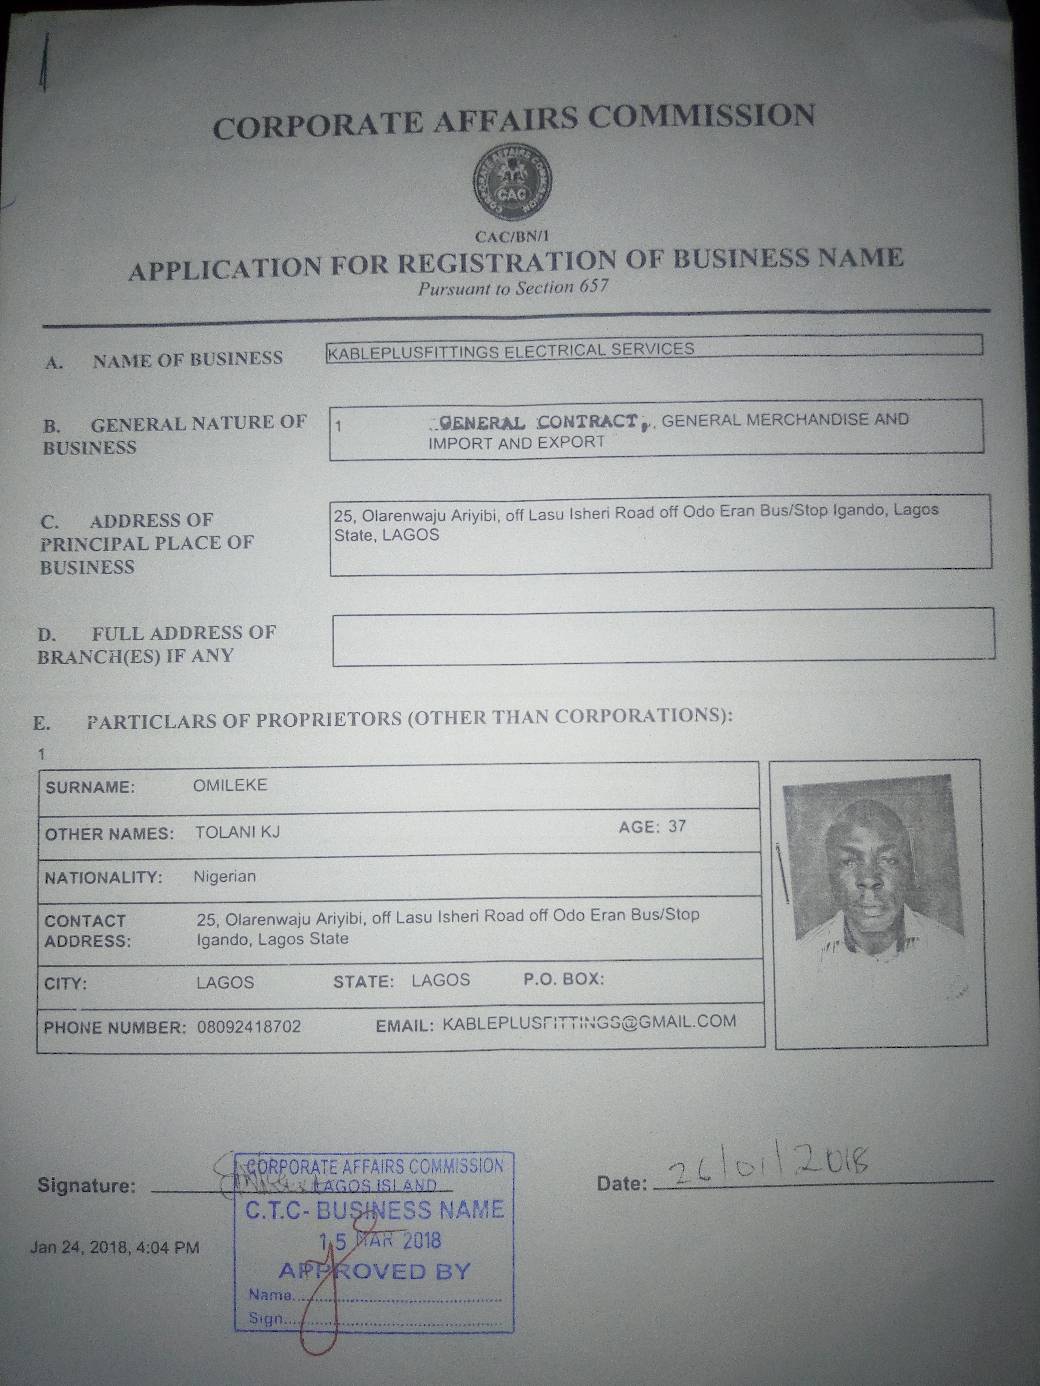 CORPORATE AFFAIRS COMMISSION
CORPORATE AFFAIRS COMMISSION
CAC
CAC/BN/1
APPLICATION FOR REGISTRATION OF BUSINESS NAME
Pursuant to Section 657
A. NAME OF BUSINESS KABLEPLUSFITTINGS ELECTRICAL SERVICES
B. GENERAL NATURE OF BUSINESS
1 GENERAL CONTRACT, GENERAL MERCHANDISE AND
IMPORT AND EXPORT
C. ADDRESS OF
PRINCIPAL PLACE OF
BUSINESS
25, Olarenwaju Ariyibi, off Lasu Isheri Road off Odo Eran Bus/Stop Igando, Lagos
State, LAGOS
D. FULL ADDRESS OF
BRANCH(ES) IF ANY
E. PARTICLARS OF PROPRIETORS (OTHER THAN CORPORATIONS):
1
SURNAME: OMILEKE
OTHER NAMES: TOLANI KJ AGE: 37
NATIONALITY: Nigerian
CONTACT
ADDRESS:
25, Olarenwaju Ariyibi, off Lasu Isheri Road off Odo Eran Bus/Stop
Igando, Lagos State
CITY: LAGOS STATE: LAGOS P.O. BOX:
PHONE NUMBER: 08092418702 EMAIL: KABLEPLUSFITTINGS@GMAIL.COM
Signature:
Date: 26/01/2018
CORPORATE AFFAIRS COMMISSION
LAGOS ISLAND
C.T.C- BUSINESS NAME
15 MAR 2018
APPROVED BY
Name
Sign
Jan 24, 2018, 4:04 PM